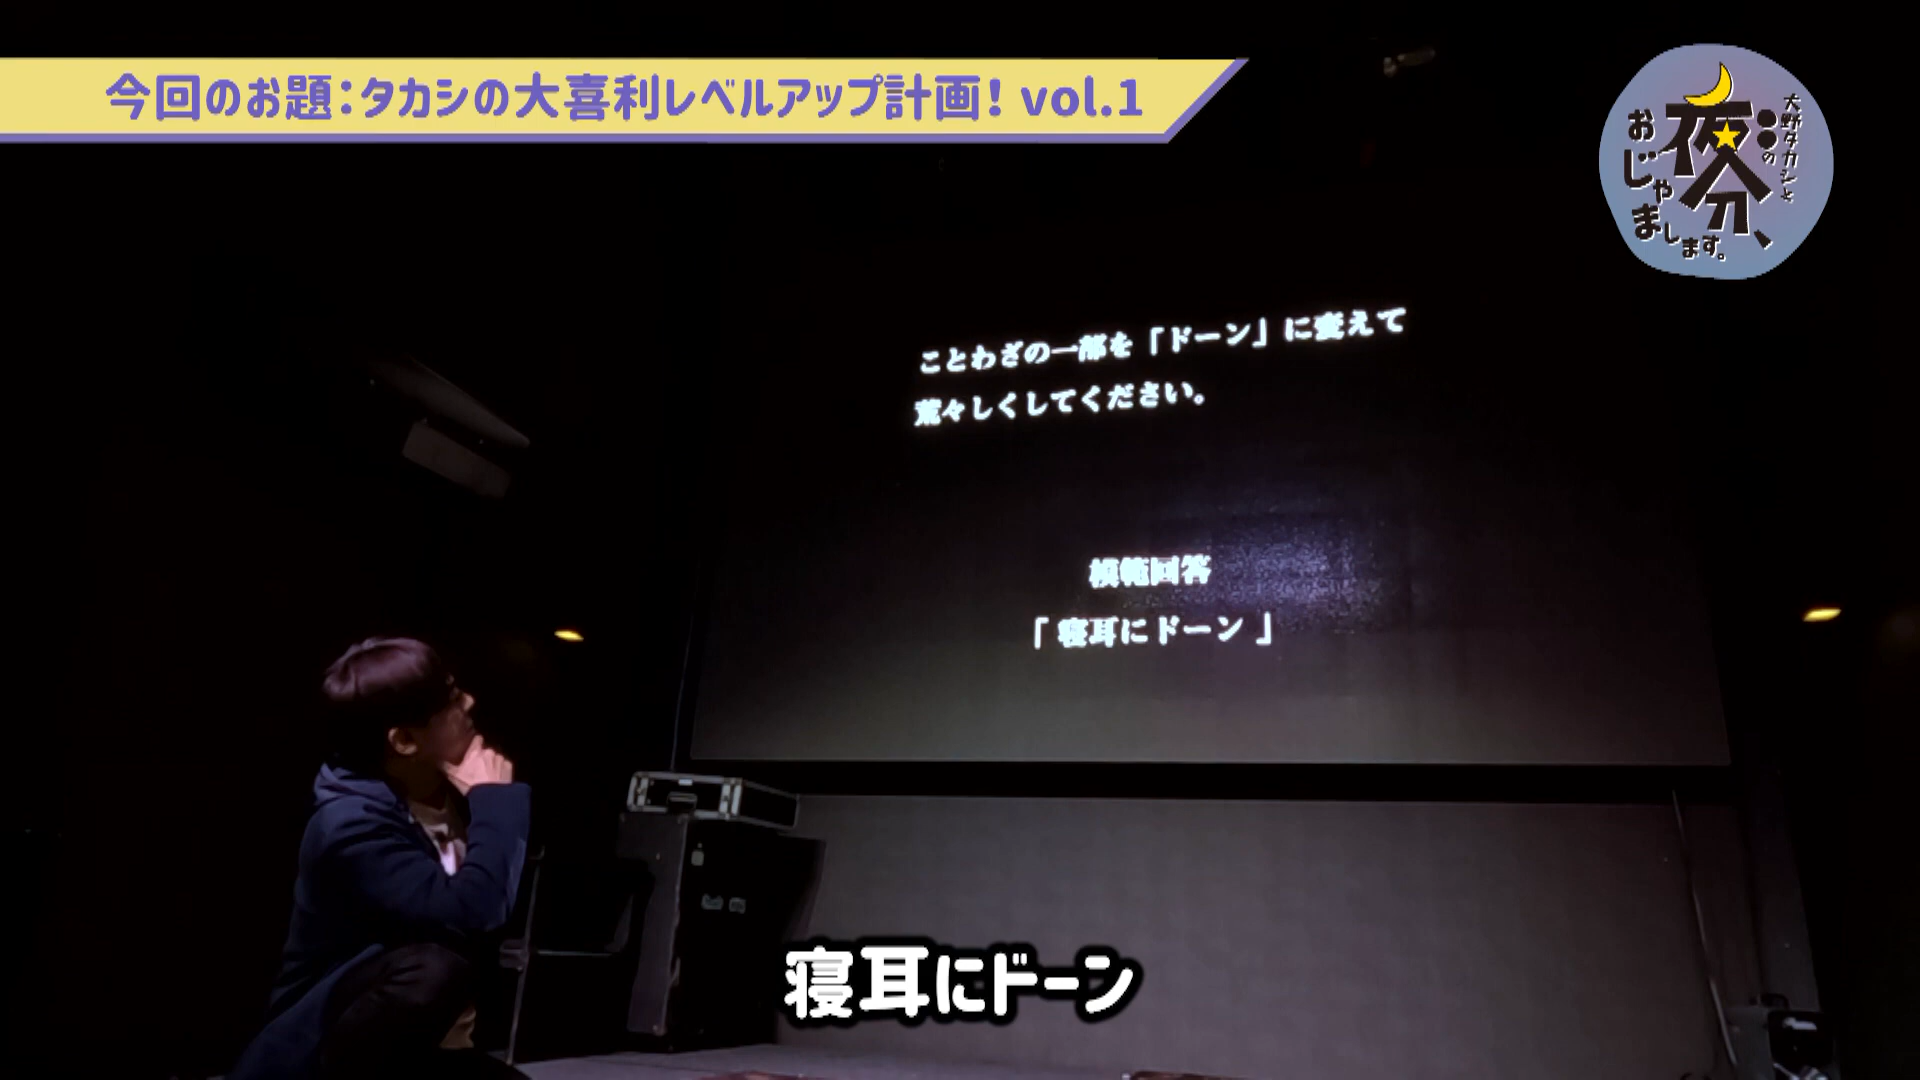 今回のお題：タカシの大喜利レベルアップ計画！ vol.1
大野タカシと
の
夜分、
おじゃまします。
ことわざの一部を「ドーン」に変えて
荒々しくしてください。
模範回答
「 寝耳にドーン 」
寝耳にドーン